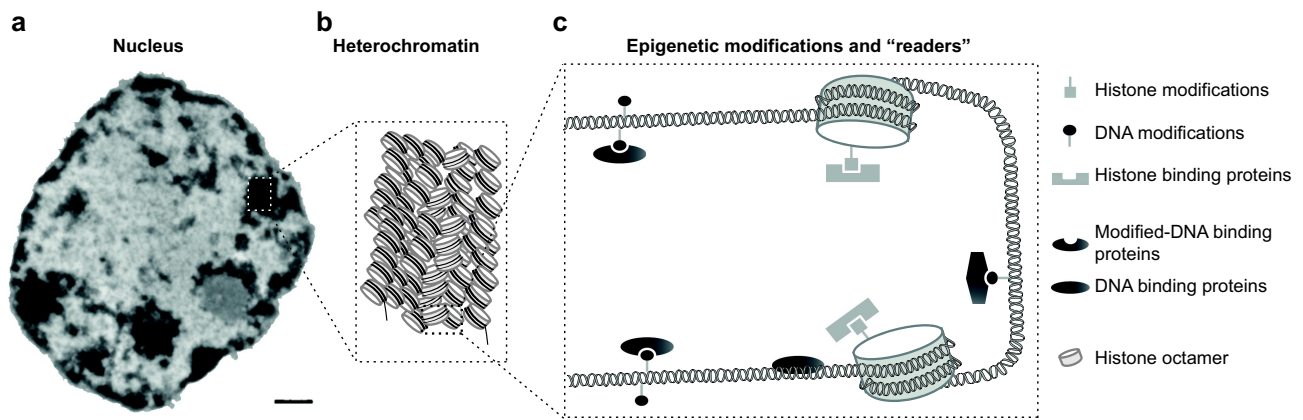 a
b
c
Nucleus
Heterochromatin
Epigenetic modifications and “readers”
Histone modifications
DNA modifications
Histone binding proteins
Modified-DNA binding
proteins
DNA binding proteins
Histone octamer